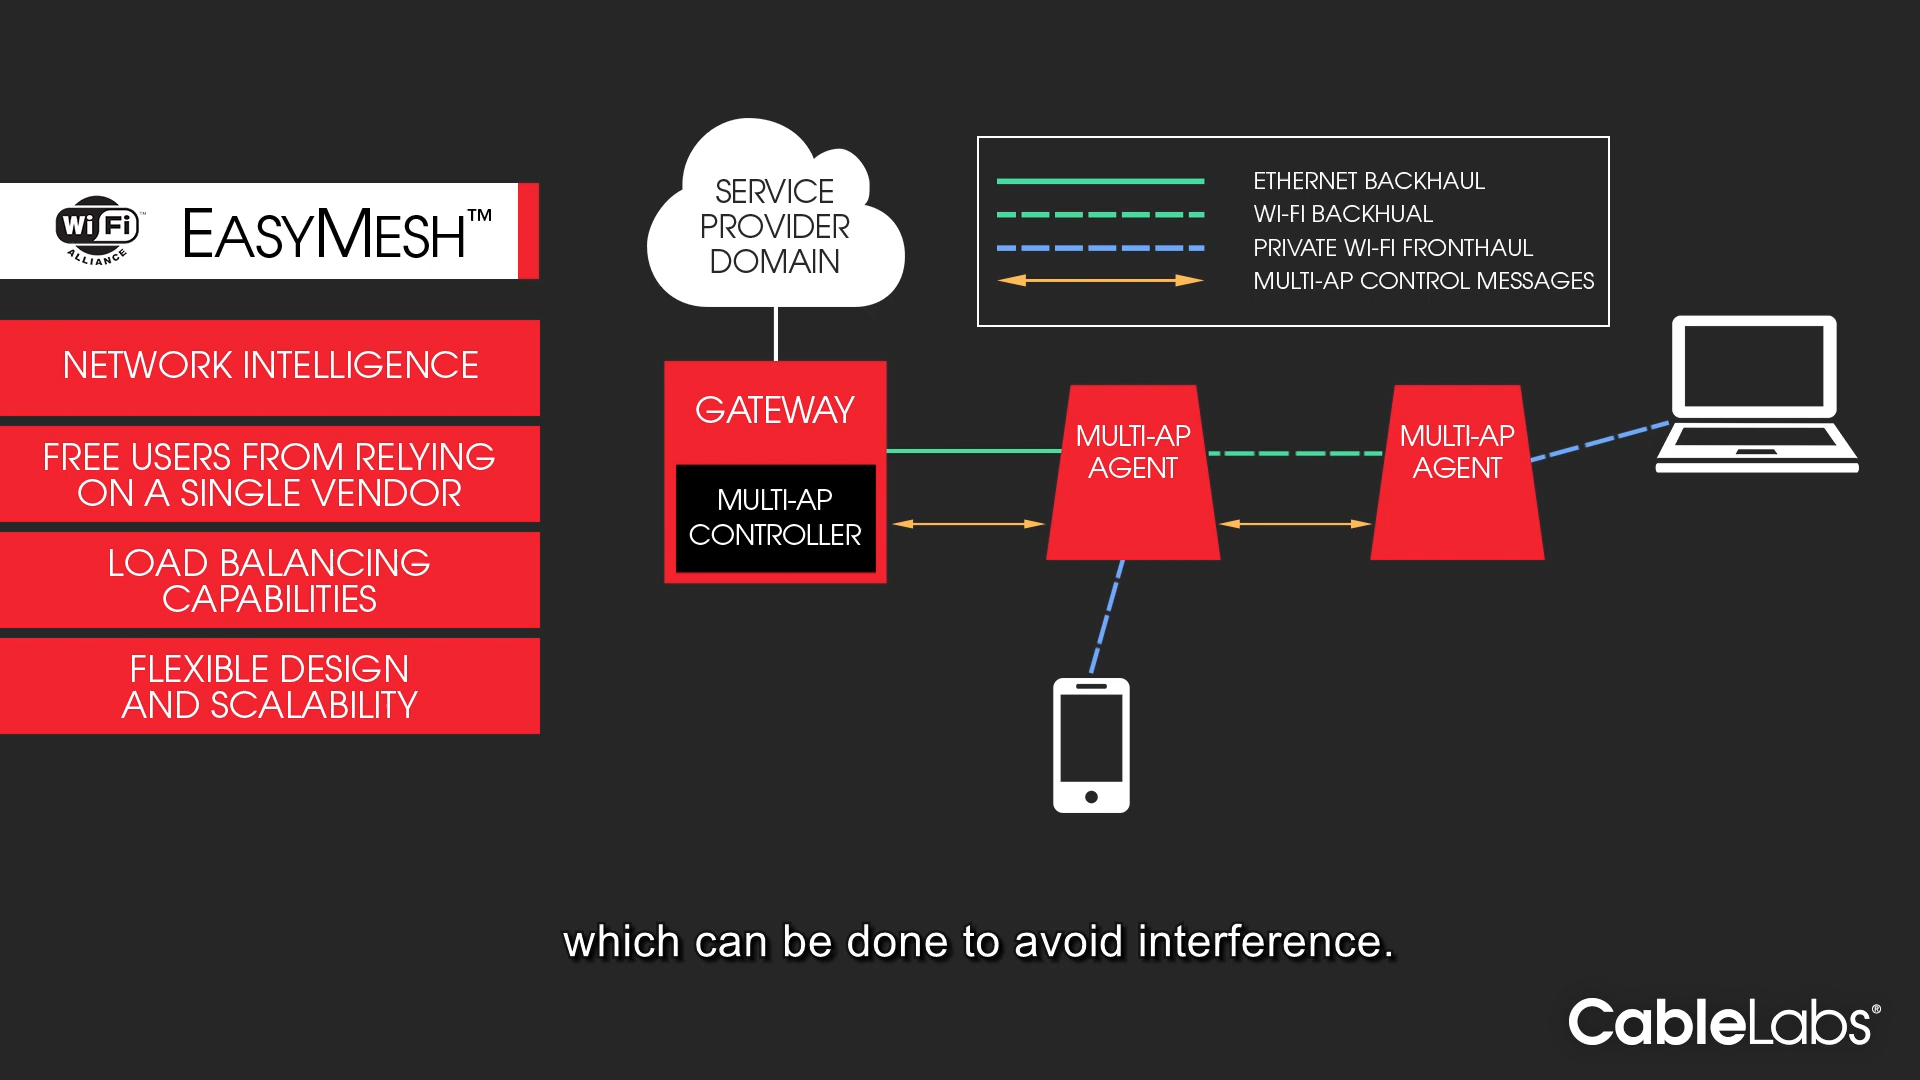 Wi Fi
ALLIANCE
EASYMESH™
NETWORK INTELLIGENCE
FREE USERS FROM RELYING
ON A SINGLE VENDOR
LOAD BALANCING
CAPABILITIES
FLEXIBLE DESIGN
AND SCALABILITY
SERVICE
PROVIDER
DOMAIN
ETHERNET BACKHAUL
WI-FI BACKHUAL
PRIVATE WI-FI FRONTHAUL
MULTI-AP CONTROL MESSAGES
GATEWAY
MULTI-AP
CONTROLLER
MULTI-AP
AGENT
MULTI-AP
AGENT
which can be done to avoid interference.
CableLabs®